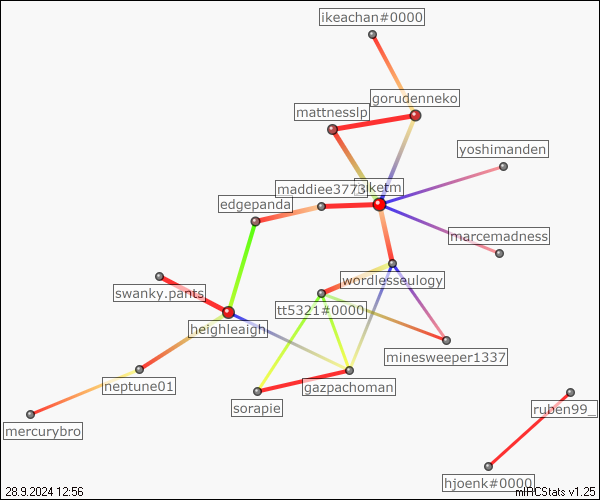 ikeachan#0000
gorudenneko
mattnesslp
yoshimanden
maddiee3773
edgepanda
marcemadness
wordlesseulogy
swanky.pants
tt5321#0000
heighleaigh
minesweeper1337
neptune01
gazpachoman
sorapie
ruben99_
mercurybro
hjoenk#0000
28.9.2024 12:56
mIRCStats v1.25